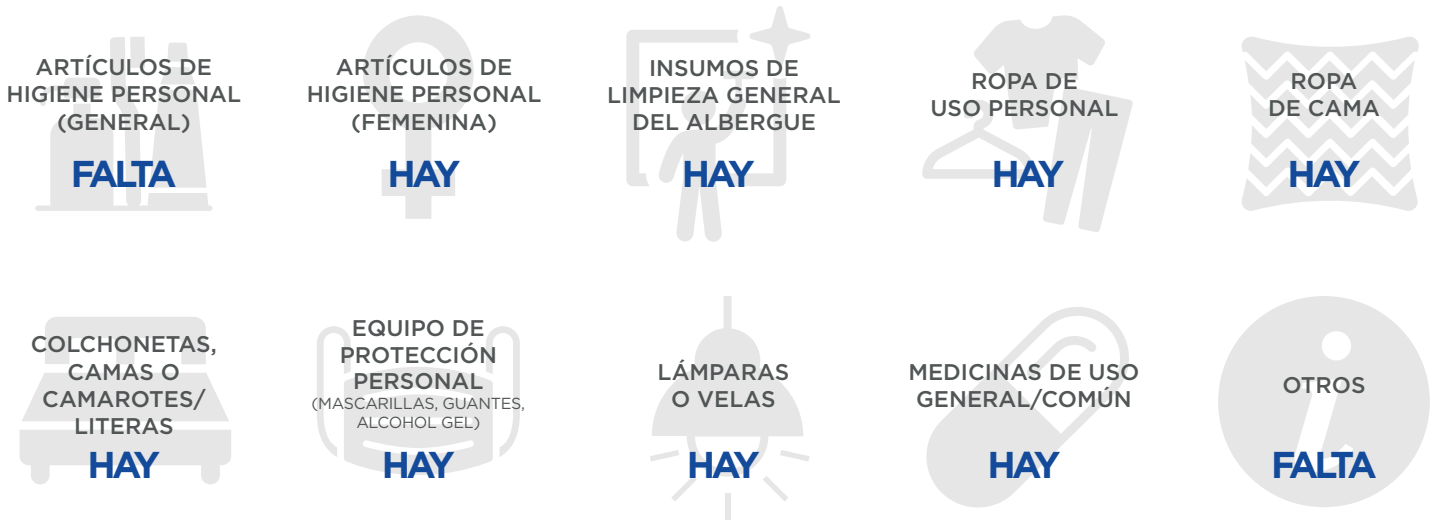 ARTÍCULOS DE
HIGIENE PERSONAL
(GENERAL)
FALTA
ARTÍCULOS DE
HIGIENE PERSONAL
(FEMENINA)
HAY
INSUMOS DE
LIMPIEZA GENERAL
DEL ALBERGUE
HAY
ROPA DE
USO PERSONAL
HAY
ROPA
DE CAMA
HAY
COLCHONETAS,
CAMAS O
CAMAROTES/
LITERAS
HAY
EQUIPO DE
PROTECCIÓN
PERSONAL
(MASCARILLAS, GUANTES,
ALCOHOL GEL)
HAY
LÁMPARAS
O VELAS
HAY
MEDICINAS DE USO
GENERAL/COMÚN
HAY
OTROS
FALTA